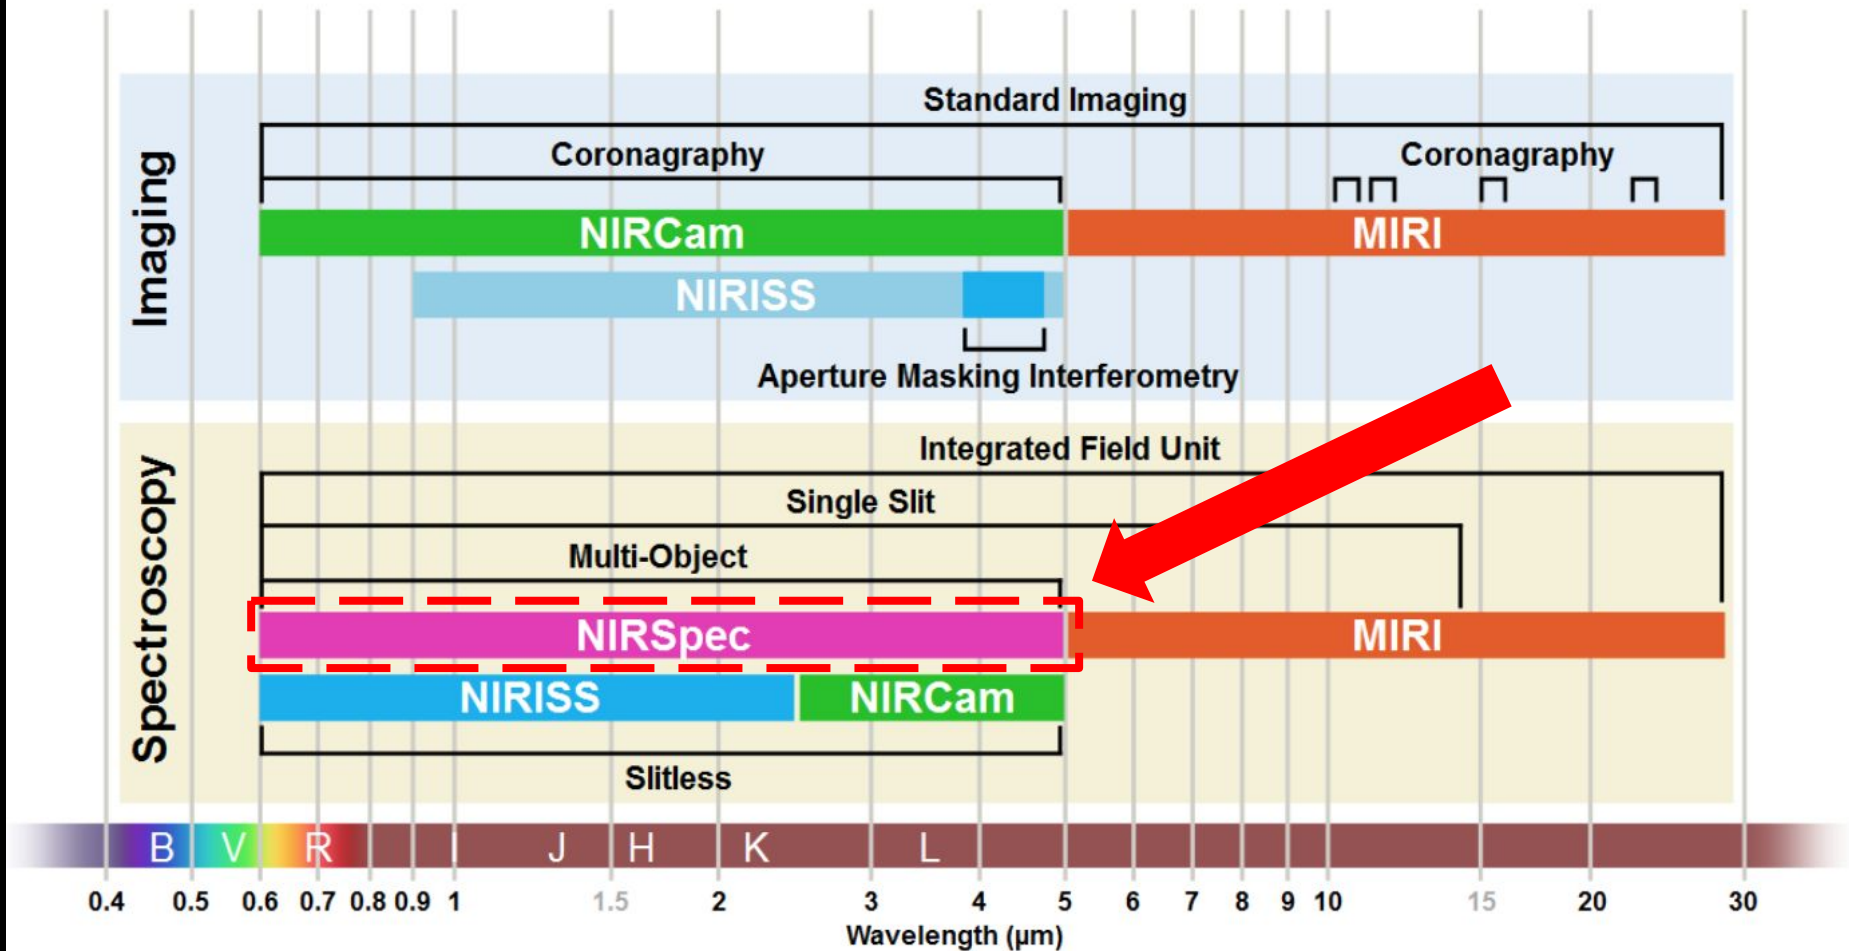 Imaging
Standard Imaging
Coronagraphy Coronagraphy
NIRCam MIRI
NIRISS
Aperture Masking Interferometry
Spectroscopy
Integrated Field Unit
Single Slit
Multi-Object
NIRSpec MIRI
NIRISS NIRCam
Slitless
B V R I J H K L
0.4 0.5 0.6 0.7 0.8 0.9 1 1.5 2 3 4 5 6 7 8 9 10 15 20 30
Wavelength (µm)